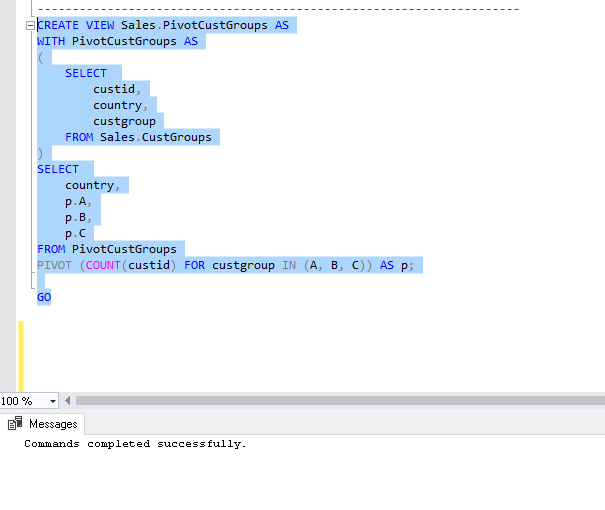 --------------------------------------------------------------------
CREATE VIEW Sales.PivotCustGroups AS
WITH PivotCustGroups AS
(
    SELECT
        custid,
        country,
        custgroup
    FROM Sales.CustGroups
)
SELECT
    country,
    p.A,
    p.B,
    p.C
FROM PivotCustGroups
PIVOT (COUNT(custid) FOR custgroup IN (A, B, C)) AS p;
GO
100 %
Messages
Commands completed successfully.